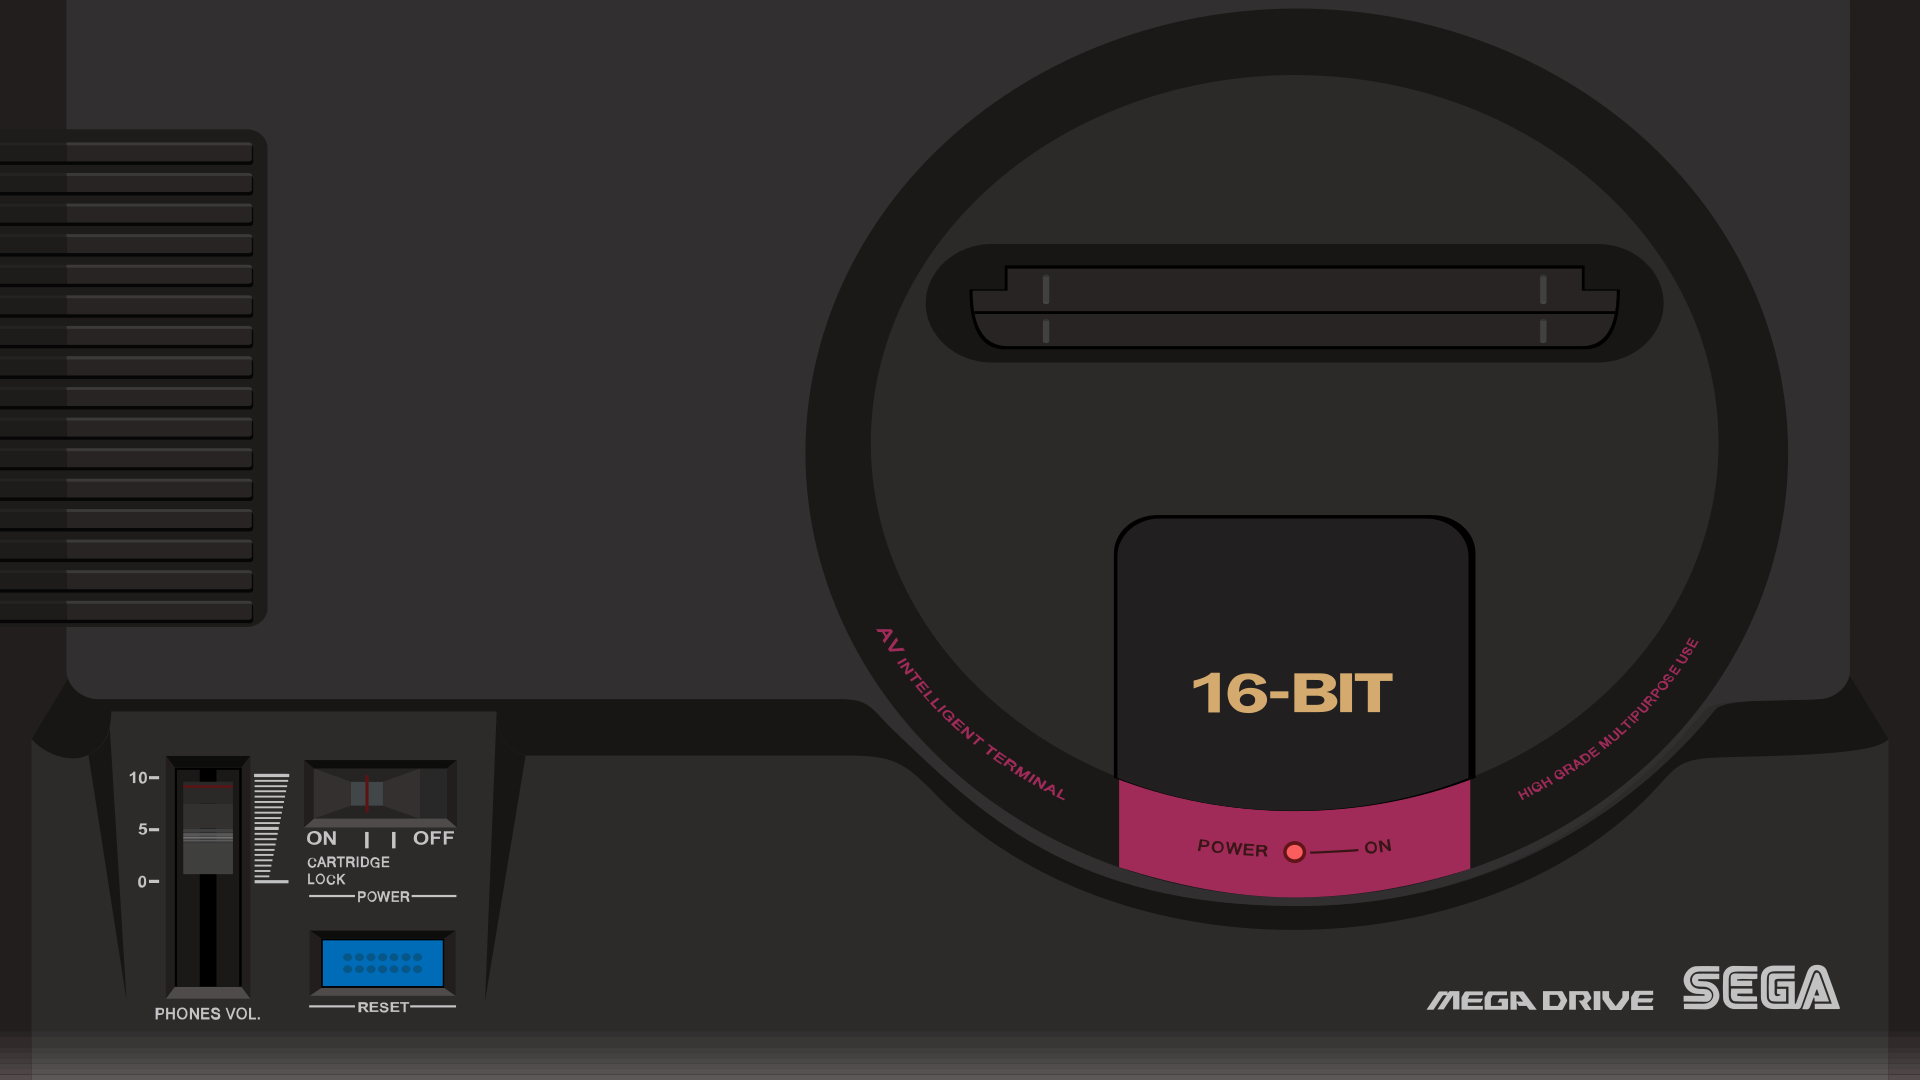 AV INTELLIGENT TERMINAL
HIGH GRADE MULTIPURPOSE USE
16-BIT
POWER ON
10
5
0
ON OFF
CARTRIDGE
LOCK
POWER
RESET
PHONES VOL.
MEGA DRIVE SEGA